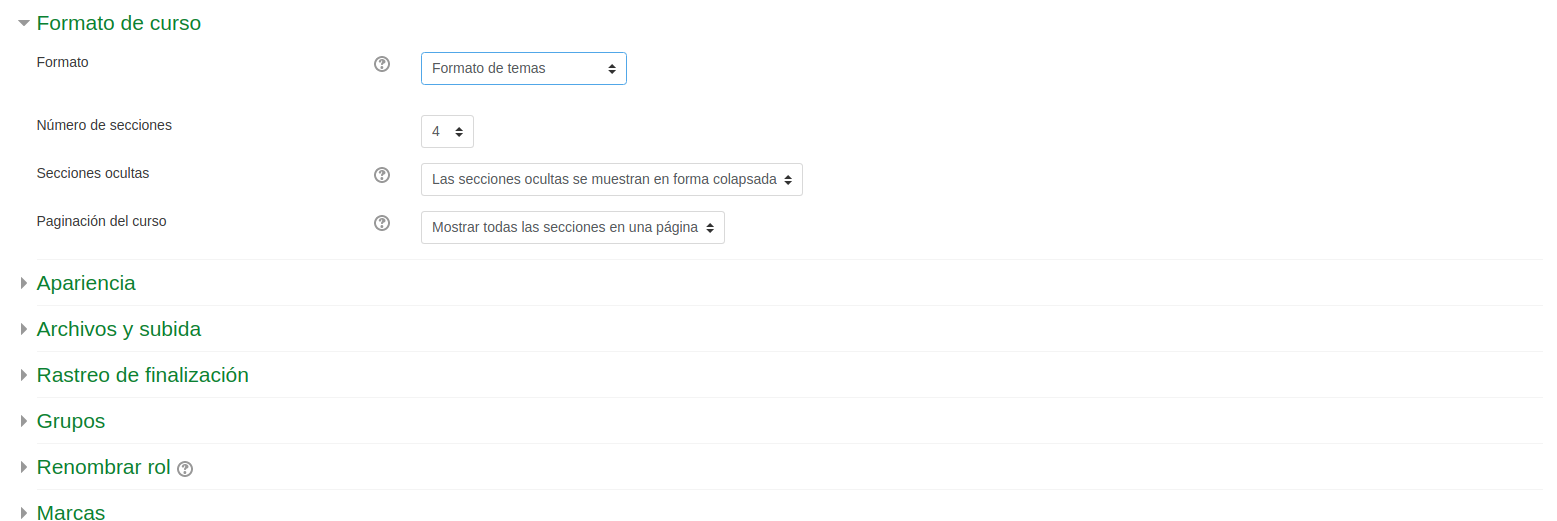 Formato de curso
Formato
Formato de temas
Número de secciones
4
Secciones ocultas
Las secciones ocultas se muestran en forma colapsada
Paginación del curso
Mostrar todas las secciones en una página
Apariencia
Archivos y subida
Rastreo de finalización
Grupos
Renombrar rol
Marcas